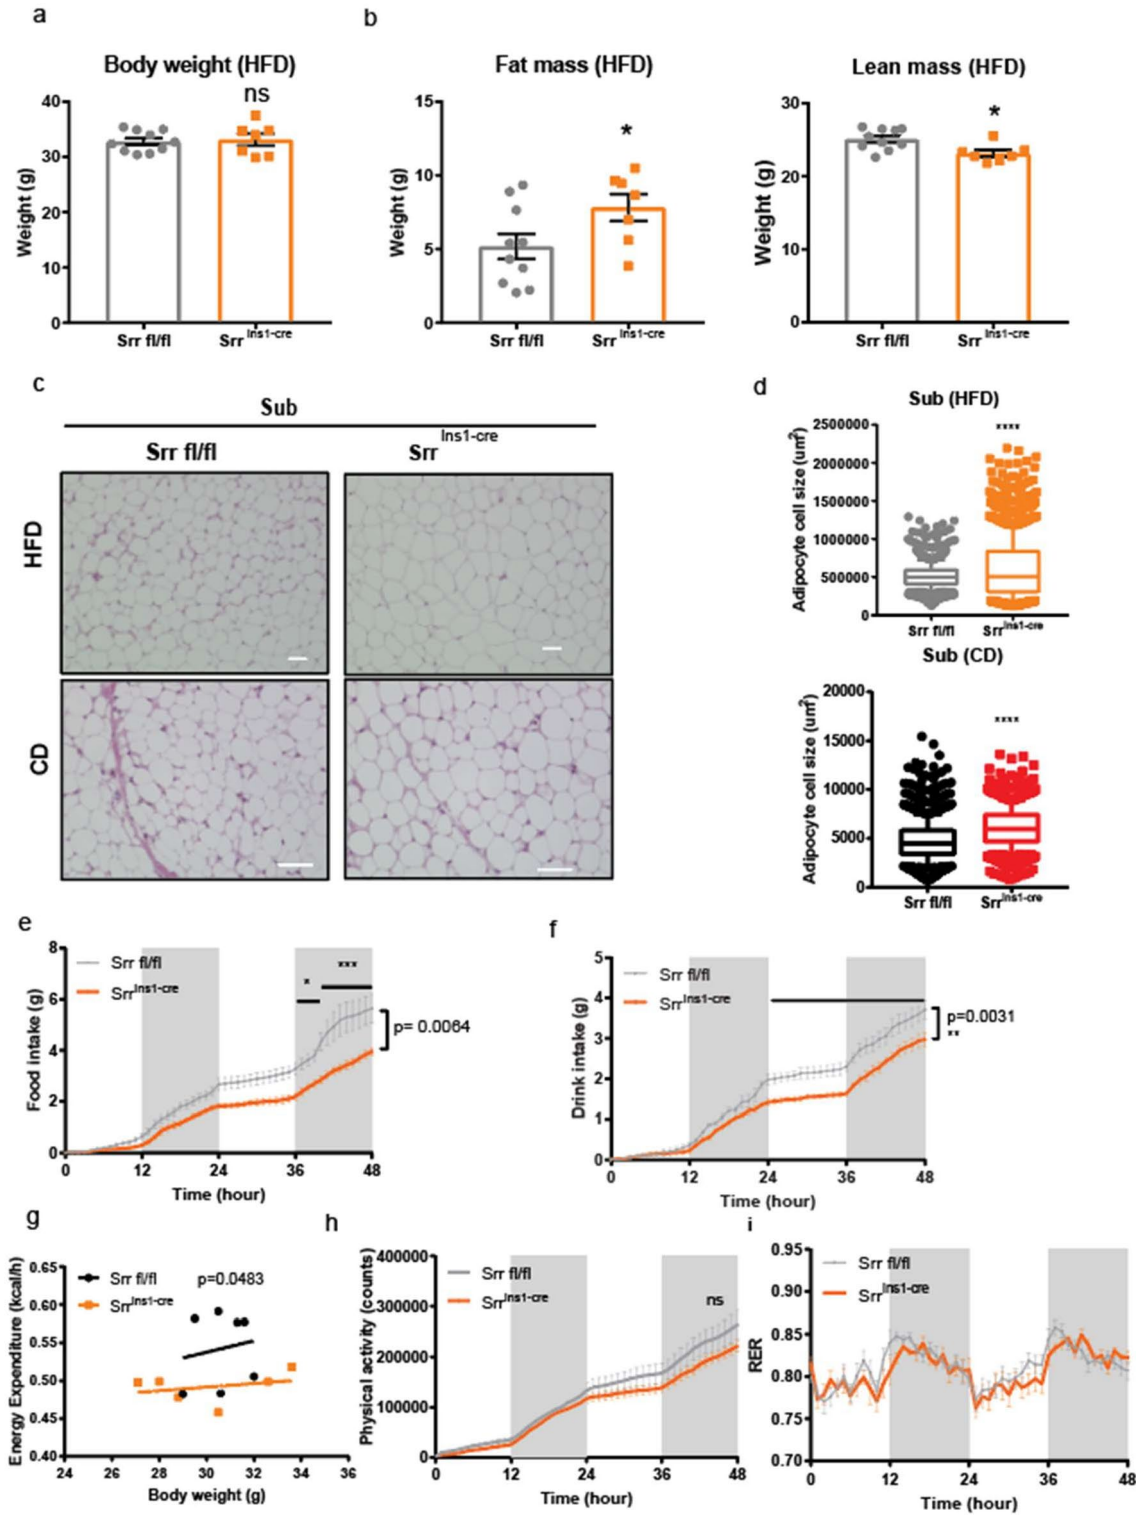 a
b
Body weight (HFD)
Fat mass (HFD)
Lean mass (HFD)
ns
*
*
Weight (g)
40
30
20
10
0
Srr fl/fl
Srr Ins1-cre
Weight (g)
15
10
5
0
Srr fl/fl
Srr Ins1-cre
Weight (g)
30
20
10
0
Srr fl/fl
Srr Ins1-cre
c
Sub
Srr fl/fl
Srr Ins1-cre
HFD
CD
d
Sub (HFD)
****
Adipocyte cell size (um²)
2500000
2000000
1500000
1000000
500000
0
Srr fl/fl
Srr Ins1-cre
Sub (CD)
****
Adipocyte cell size (um²)
20000
15000
10000
5000
0
Srr fl/fl
Srr Ins1-cre
e
Food intake (g)
8
6
4
2
0
Srr fl/fl
Srr Ins1-cre
*
***
p= 0.0064
0
12
24
36
48
Time (hour)
f
Drink intake (g)
5
4
3
2
1
0
Srr fl/fl
Srr Ins1-cre
p=0.0031
**
0
12
24
36
48
Time (hour)
g
Energy Expenditure (kcal/h)
0.65
0.60
0.55
0.50
0.45
0.40
Srr fl/fl
Srr Ins1-cre
p=0.0483
24
26
28
30
32
34
36
Body weight (g)
h
Physical activity (counts)
400000
300000
200000
100000
0
Srr fl/fl
Srr Ins1-cre
ns
0
12
24
36
48
Time (hour)
i
RER
0.95
0.90
0.85
0.80
0.75
0.70
Srr fl/fl
Srr Ins1-cre
0
12
24
36
48
Time (hour)